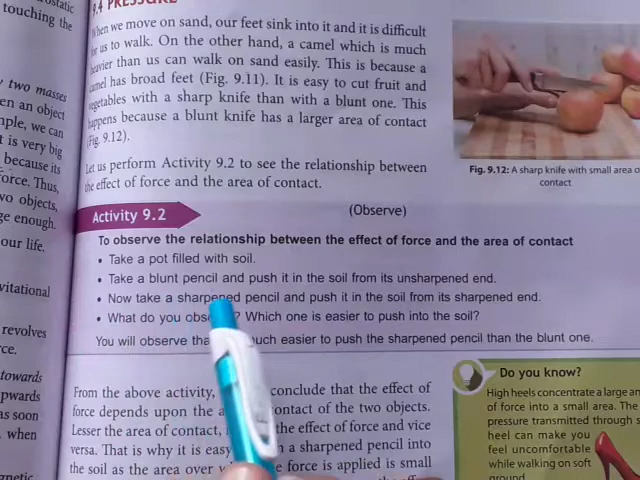 ostatic
touching the
y two masses
en an object
mple, we can
t is very big
because its
force. Thus,
wo objects,
ge enough.
our life.
vitational
revolves
rce.
towards
pwards
as soon
when
gnetic
9.4 PRESSURE
When we move on sand, our feet sink into it and it is difficult
for us to walk. On the other hand, a camel which is much
heavier than us can walk on sand easily. This is because a
camel has broad feet (Fig. 9.11). It is easy to cut fruit and
vegetables with a sharp knife than with a blunt one. This
happens because a blunt knife has a larger area of contact
(Fig. 9.12).
Let us perform Activity 9.2 to see the relationship between
the effect of force and the area of contact.
Fig. 9.12: A sharp knife with small area o
contact
Activity 9.2
(Observe)
To observe the relationship between the effect of force and the area of contact
• Take a pot filled with soil.
• Take a blunt pencil and push it in the soil from its unsharpened end.
• Now take a sharpened pencil and push it in the soil from its sharpened end.
• What do you obse ? Which one is easier to push into the soil?
You will observe tha uch easier to push the sharpened pencil than the blunt one.
From the above activity, conclude that the effect of
force depends upon the a ontact of the two objects.
Lesser the area of contact, the effect of force and vice
versa. That is why it is easy a sharpened pencil into
the soil as the area over e force is applied is small
Do you know?
High heels concentrate a large am
of force into a small area. The
pressure transmitted through s
heel can make you
feel uncomfortable
while walking on soft
ground.